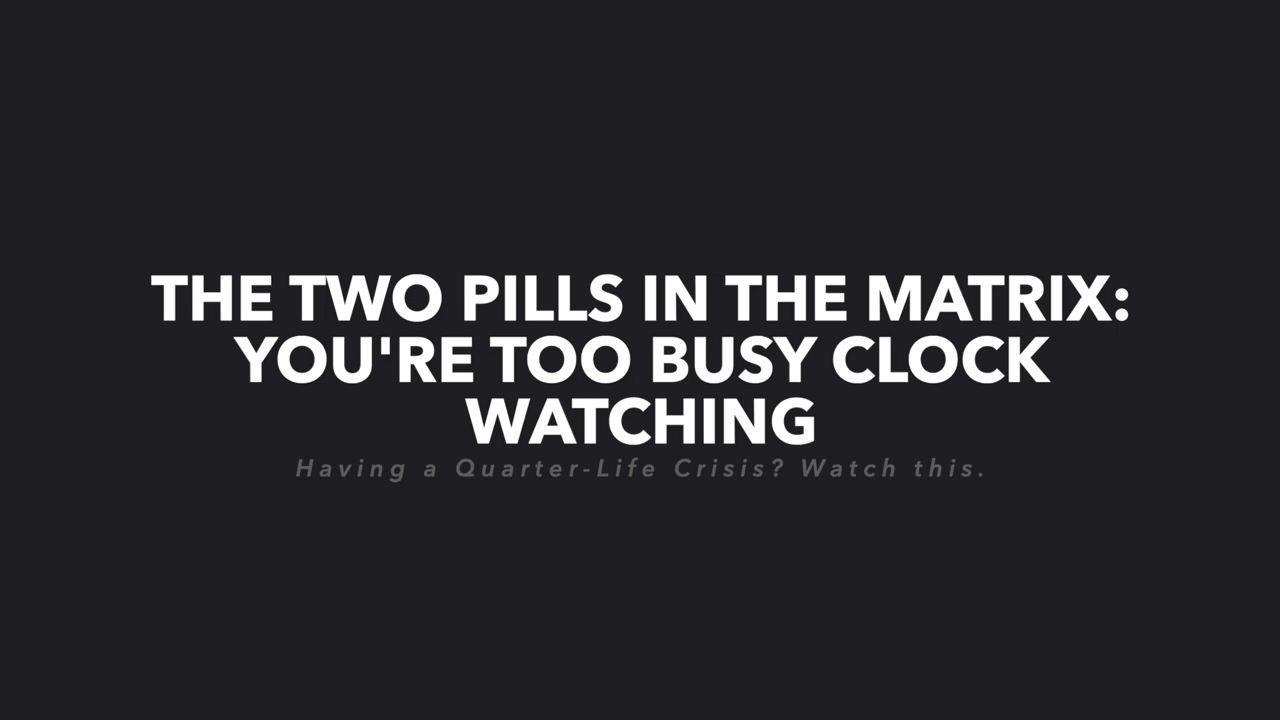 THE TWO PILLS IN THE MATRIX:
YOU'RE TOO BUSY CLOCK
WATCHING
Having a Quarter-Life Crisis? Watch this.